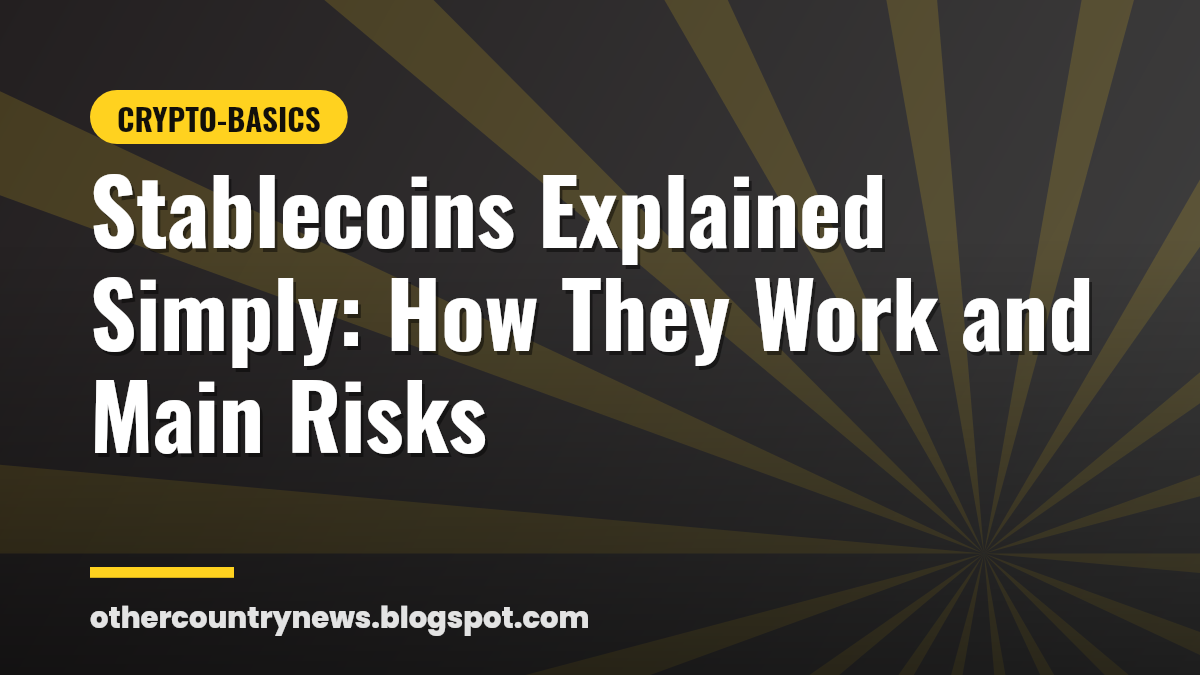 CRYPTO-BASICS
Stablecoins Explained
Simply: How They Work and
Main Risks
othercountrynews.blogspot.com